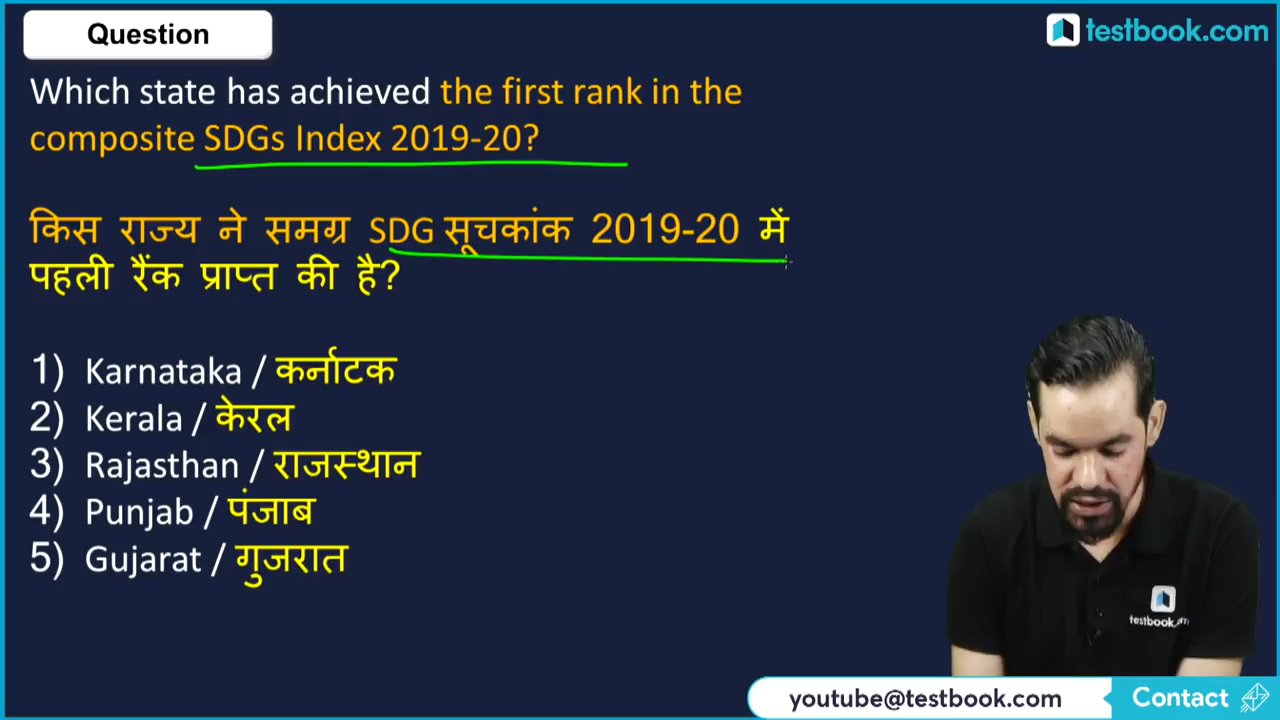 Question
testbook.com
Which state has achieved the first rank in the
composite SDGs Index 2019-20?
किस राज्य ने समग्र SDG सूचकांक 2019-20 में
पहली रैंक प्राप्त की है?
1) Karnataka / कर्नाटक
2) Kerala / केरल
3) Rajasthan / राजस्थान
4) Punjab / पंजाब
5) Gujarat / गुजरात
testbook.com
youtube@testbook.com
Contact